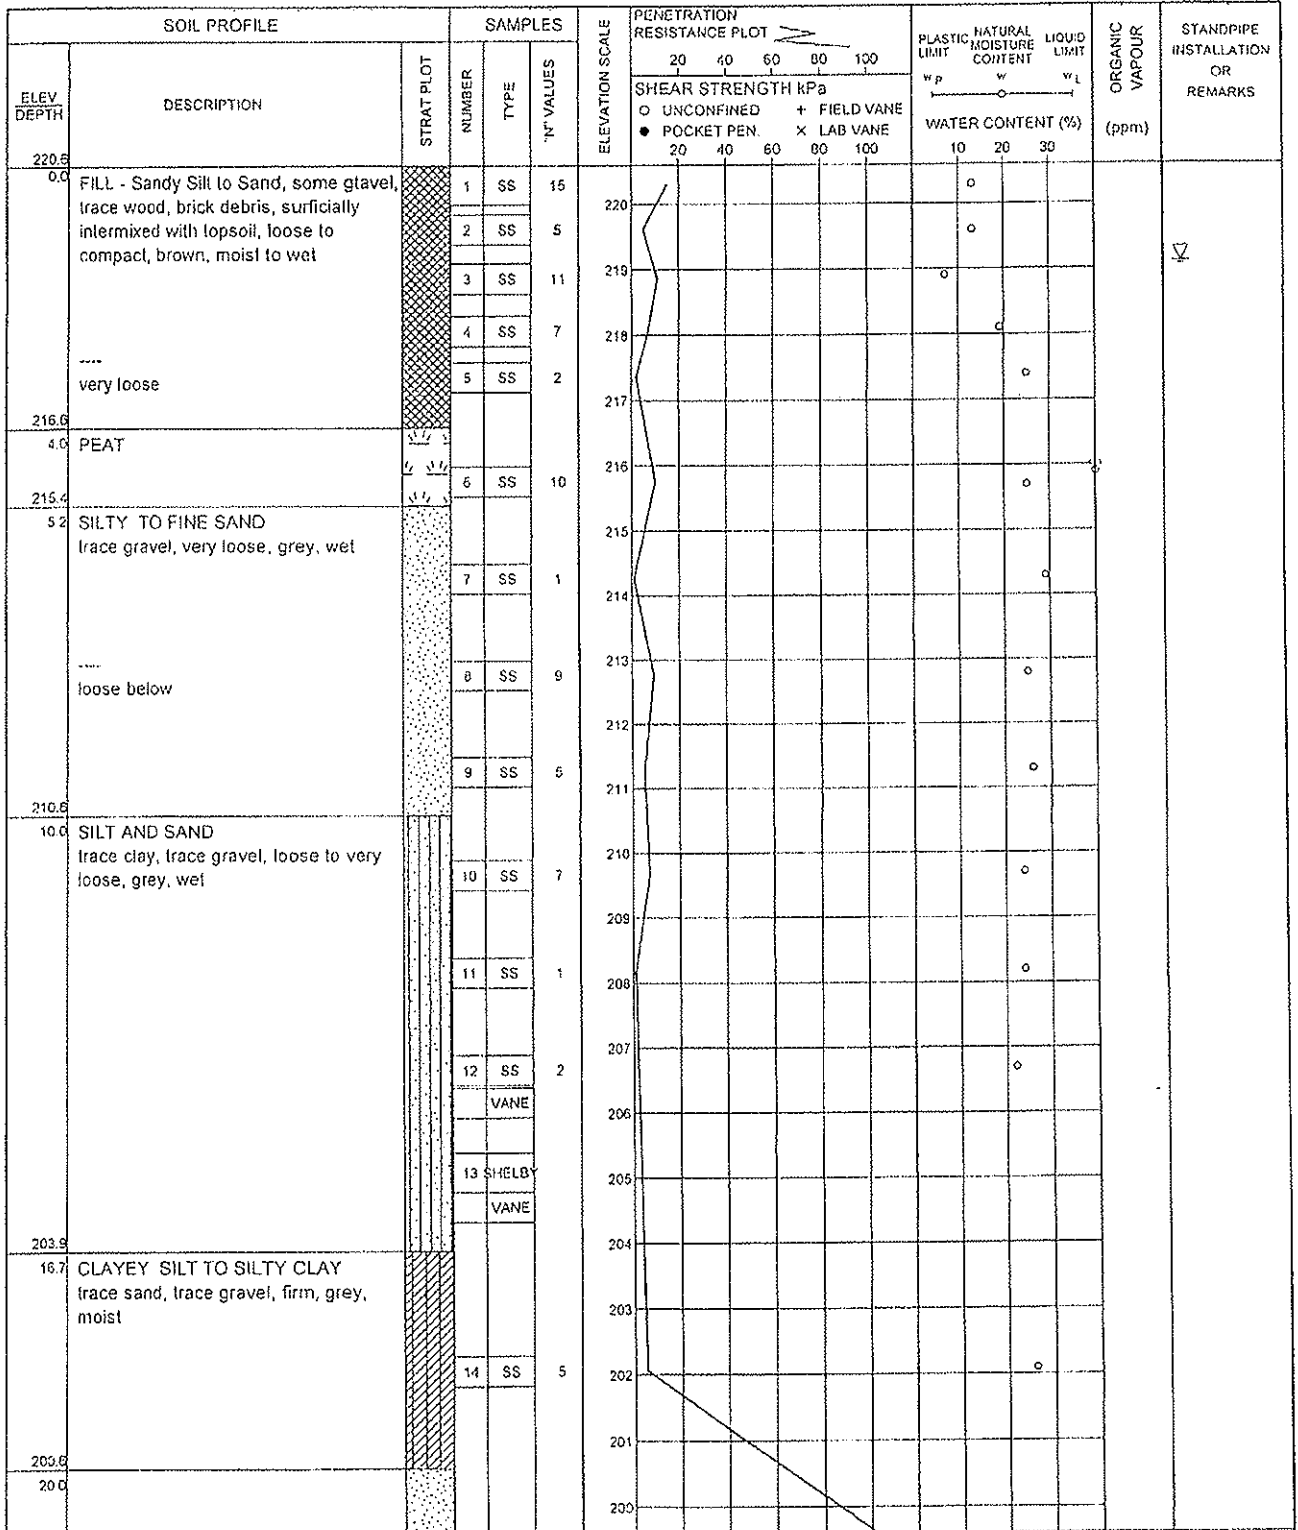 SOIL PROFILE
SAMPLES
ELEV
DEPTH
DESCRIPTION
STRAT PLOT
NUMBER
TYPE
"N" VALUES
ELEVATION SCALE
PENETRATION
RESISTANCE PLOT
20 40 60 80 100
SHEAR STRENGTH kPa
O UNCONFINED + FIELD VANE
● POCKET PEN. × LAB VANE
20 40 60 80 100
PLASTIC LIMIT
NATURAL MOISTURE CONTENT
LIQUID LIMIT
WP W WL
WATER CONTENT (%)
10 20 30
ORGANIC VAPOUR
(ppm)
STANDPIPE
INSTALLATION
OR
REMARKS
220.6
0.0
FILL - Sandy Silt to Sand, some gravel,
trace wood, brick debris, surficially
intermixed with topsoil, loose to
compact, brown, moist to wet
----
very loose
216.6
4.0 PEAT
215.4
5.2 SILTY TO FINE SAND
trace gravel, very loose, grey, wet
----
loose below
210.6
10.0 SILT AND SAND
trace clay, trace gravel, loose to very
loose, grey, wet
203.9
16.7 CLAYEY SILT TO SILTY CLAY
trace sand, trace gravel, firm, grey,
moist
200.6
20.0
1 SS 15
2 SS 5
3 SS 11
4 SS 7
5 SS 2
6 SS 10
7 SS 1
8 SS 9
9 SS 5
10 SS 7
11 SS 1
12 SS 2
VANE
13 SHELBY
VANE
14 SS 5
220
219
218
217
216
215
214
213
212
211
210
209
208
207
206
205
204
203
202
201
200